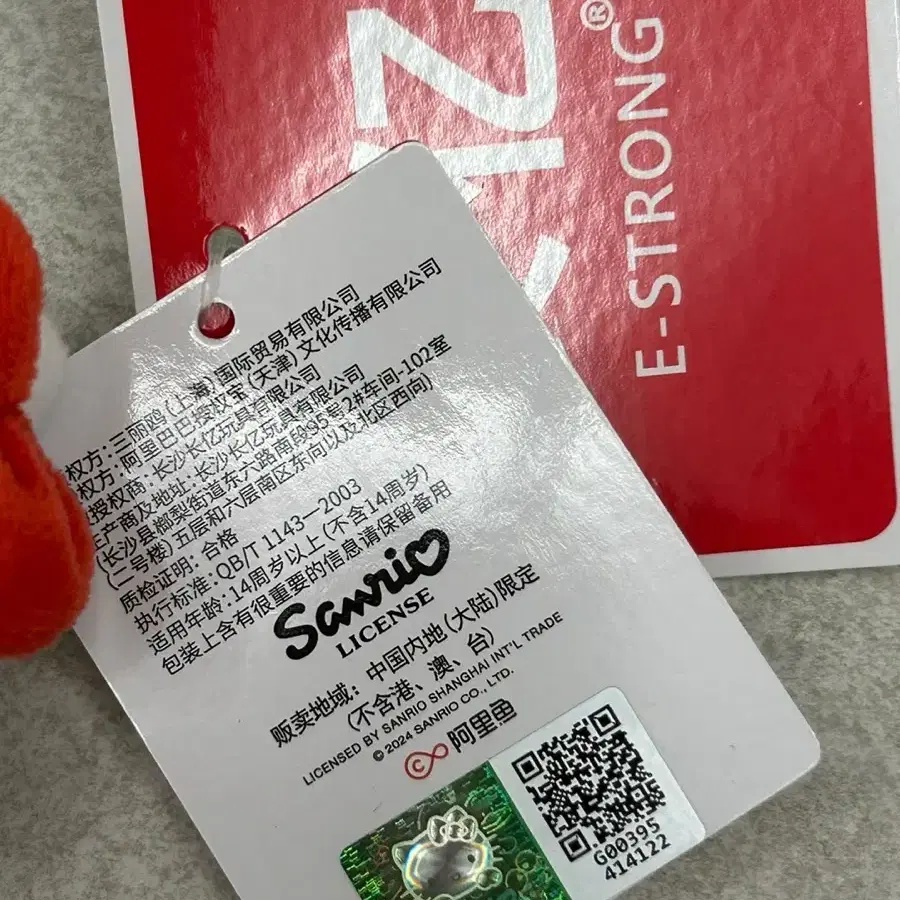 E-STRONG®
权方：三丽鸥(上海)国际贸易有限公司
权方：阿里巴巴授权宝(天津)文化传播有限公司
授权商：长沙长亿玩具有限公司
产商及地址：长沙长亿玩具有限公司
(长沙县㮾梨街道东六路南段95号2#车间-102室
二号楼)五层和六层南区东向以及北区西向)
质检证明：合格
执行标准：QB/T 1143—2003
适用年龄：14周岁以上(不含14周岁)
包装上含有很重要的信息请保留备用
Sanrio
LICENSE
贩卖地域：中国内地(大陆)限定
(不含港、澳、台)
LICENSED BY SANRIO SHANGHAI INT'L TRADE
© 2024 SANRIO CO., LTD.
阿里鱼
G00395
414122